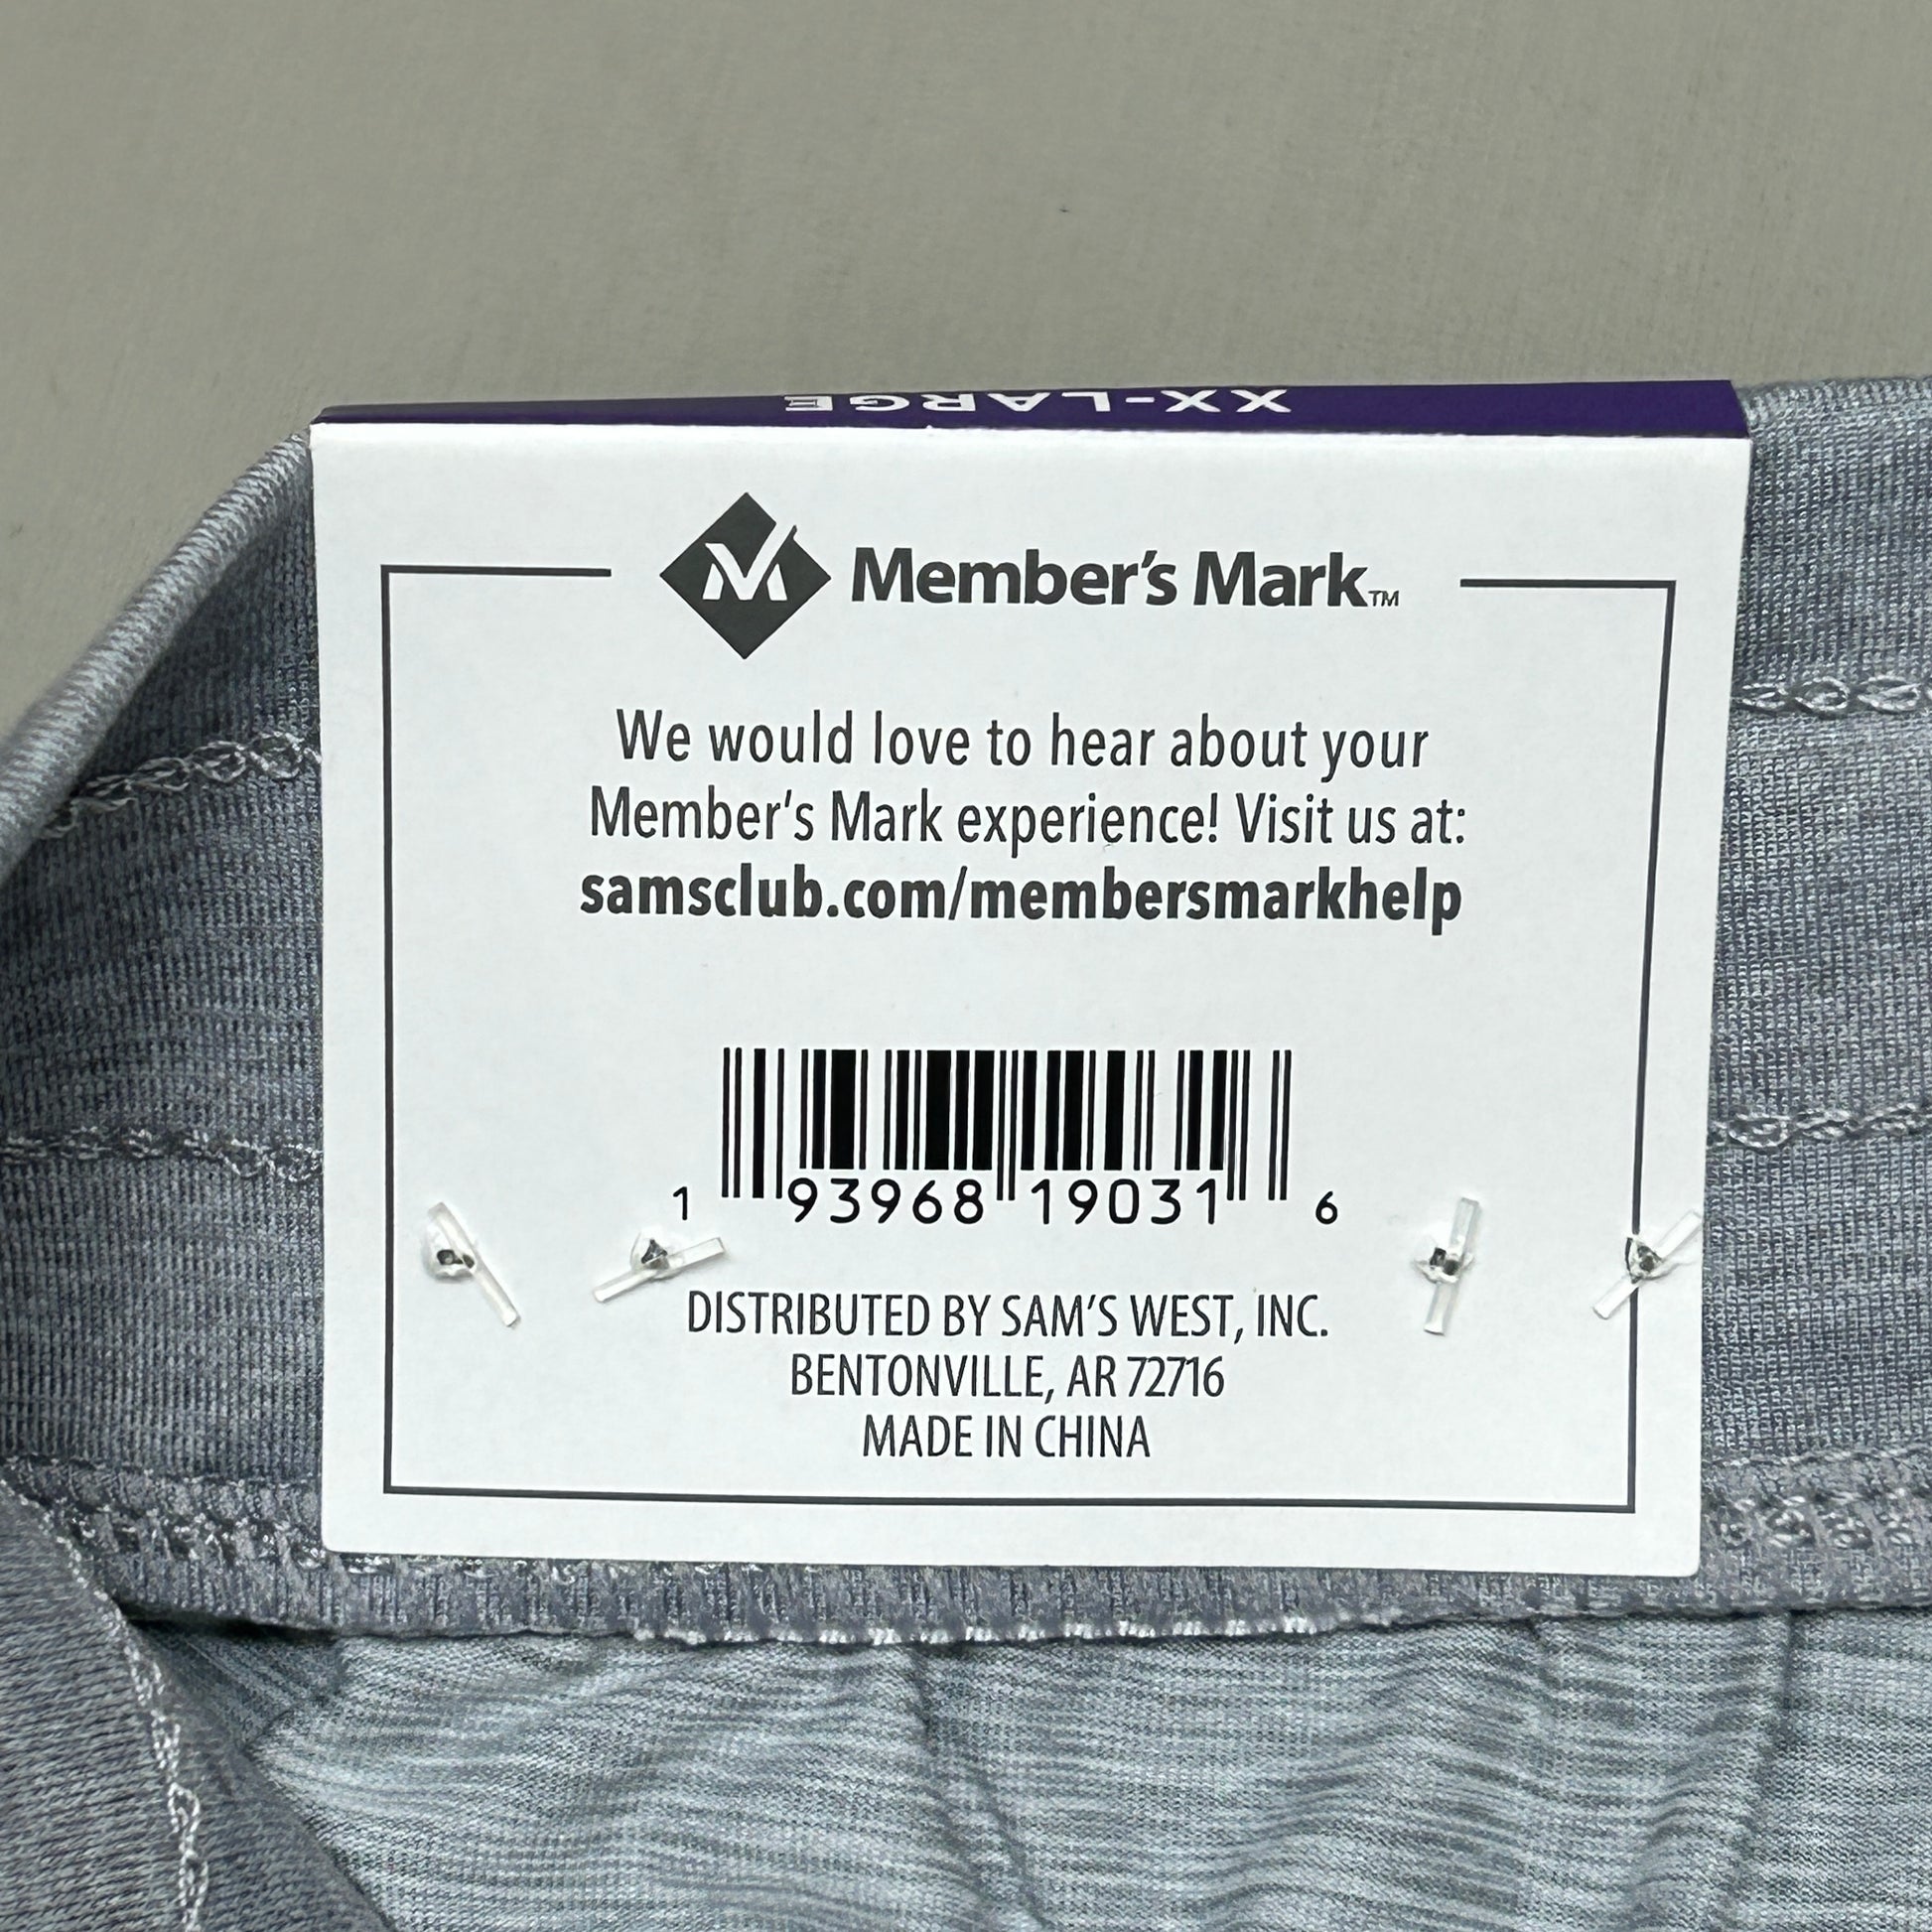 XX-LARGE
Member's Mark™
We would love to hear about your
Member's Mark experience! Visit us at:
samsclub.com/membersmarkhelp
1 93968 19031 6
DISTRIBUTED BY SAM'S WEST, INC.
BENTONVILLE, AR 72716
MADE IN CHINA